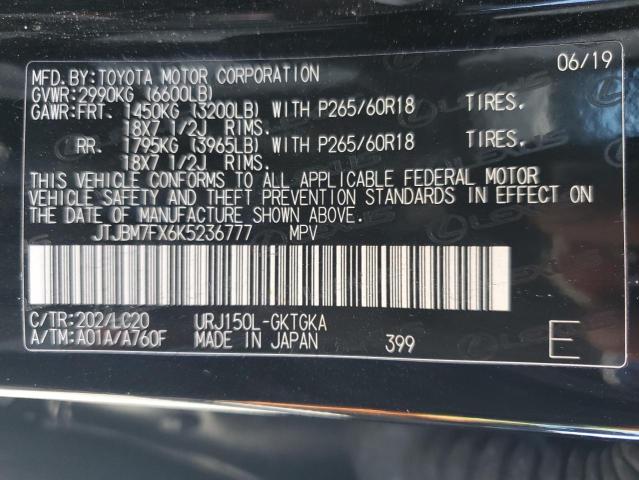 06/19
MFD.BY:TOYOTA MOTOR CORPORATION
GVWR:2990KG (6600LB)
GAWR:FRT. 1450KG (3200LB) WITH P265/60R18 TIRES.
18X7 1/2J RIMS.
RR. 1795KG (3965LB) WITH P265/60R18 TIRES.
18X7 1/2J RIMS.
THIS VEHICLE CONFORMS TO ALL APPLICABLE FEDERAL MOTOR
VEHICLE SAFETY AND THEFT PREVENTION STANDARDS IN EFFECT ON
THE DATE OF MANUFACTURE SHOWN ABOVE.
JTJBM7FX6K5236777 MPV
C/TR:202/LC20 URJ150L-GKTGKA
A/TM:A01A/A760F MADE IN JAPAN 399 E
LEXUS